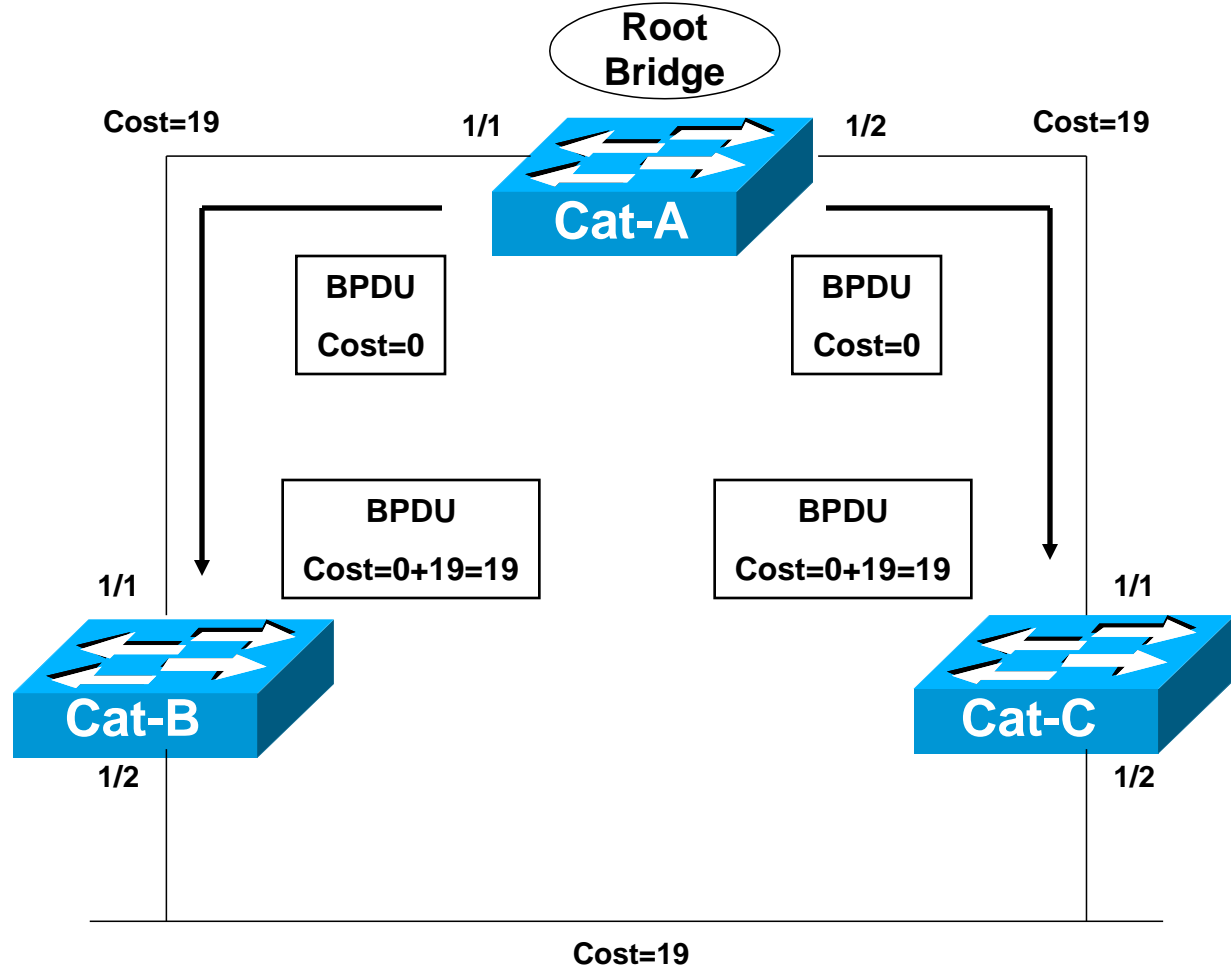 Root
Bridge
Cost=19
1/1
1/2
Cost=19
Cat-A
BPDU
Cost=0
BPDU
Cost=0
BPDU
Cost=0+19=19
BPDU
Cost=0+19=19
1/1
1/1
Cat-B
Cat-C
1/2
1/2
Cost=19